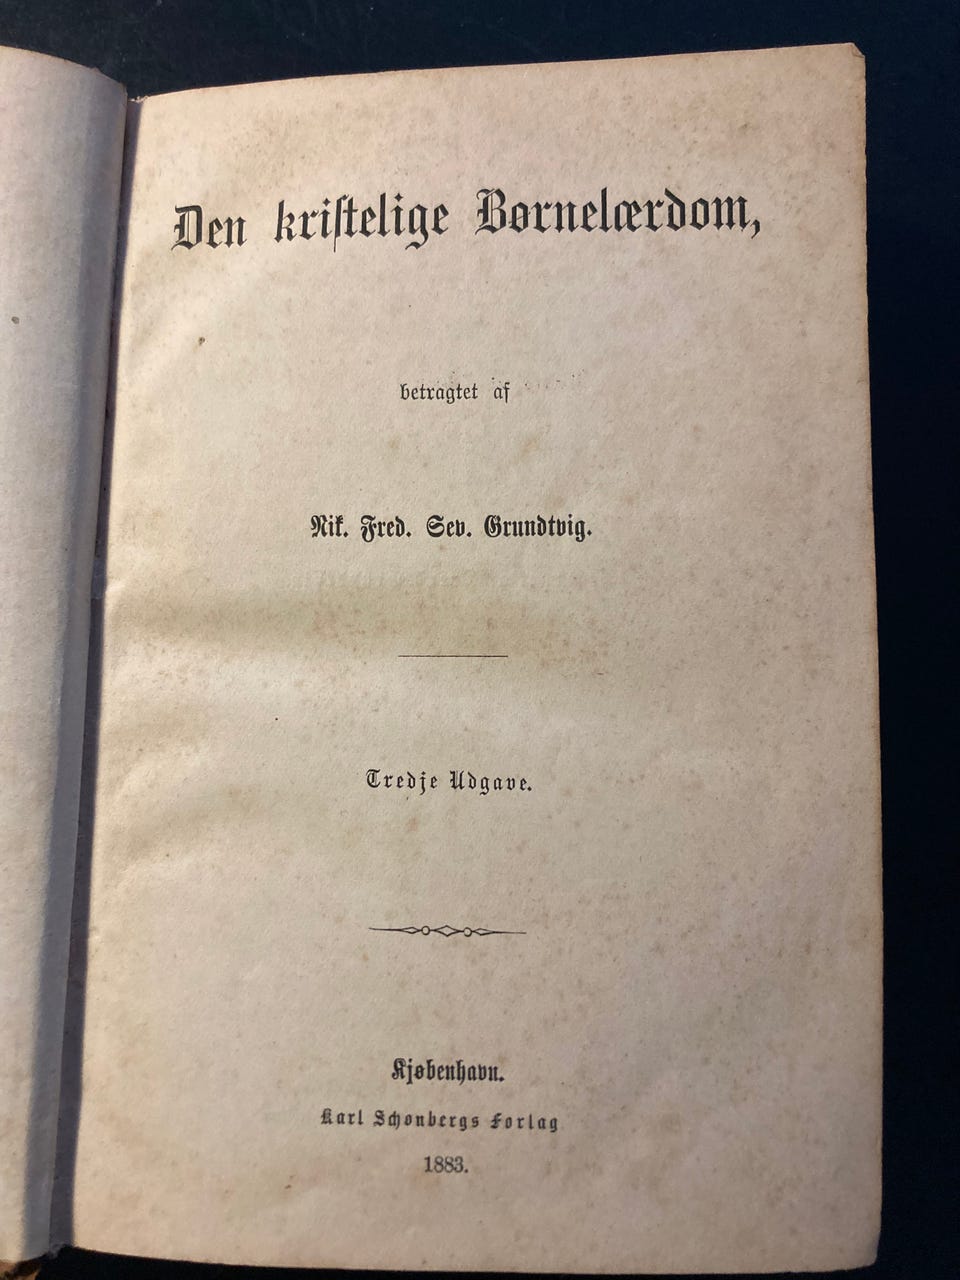 Den kristelige Børnelærdom,
betragtet af
Nik. Fred. Sev. Grundtvig.
Tredje Udgave.
Kjøbenhavn.
Karl Schønbergs Forlag
1883.